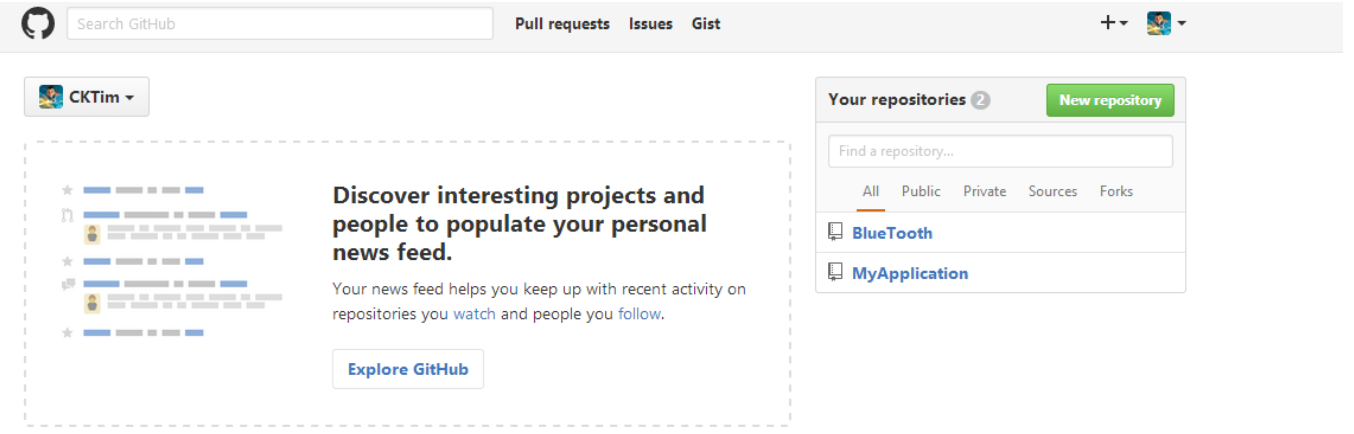 Search GitHub
Pull requests Issues Gist
CKTim
Discover interesting projects and
people to populate your personal
news feed.
Your news feed helps you keep up with recent activity on
repositories you watch and people you follow.
Explore GitHub
Your repositories 2
New repository
Find a repository...
All Public Private Sources Forks
BlueTooth
MyApplication